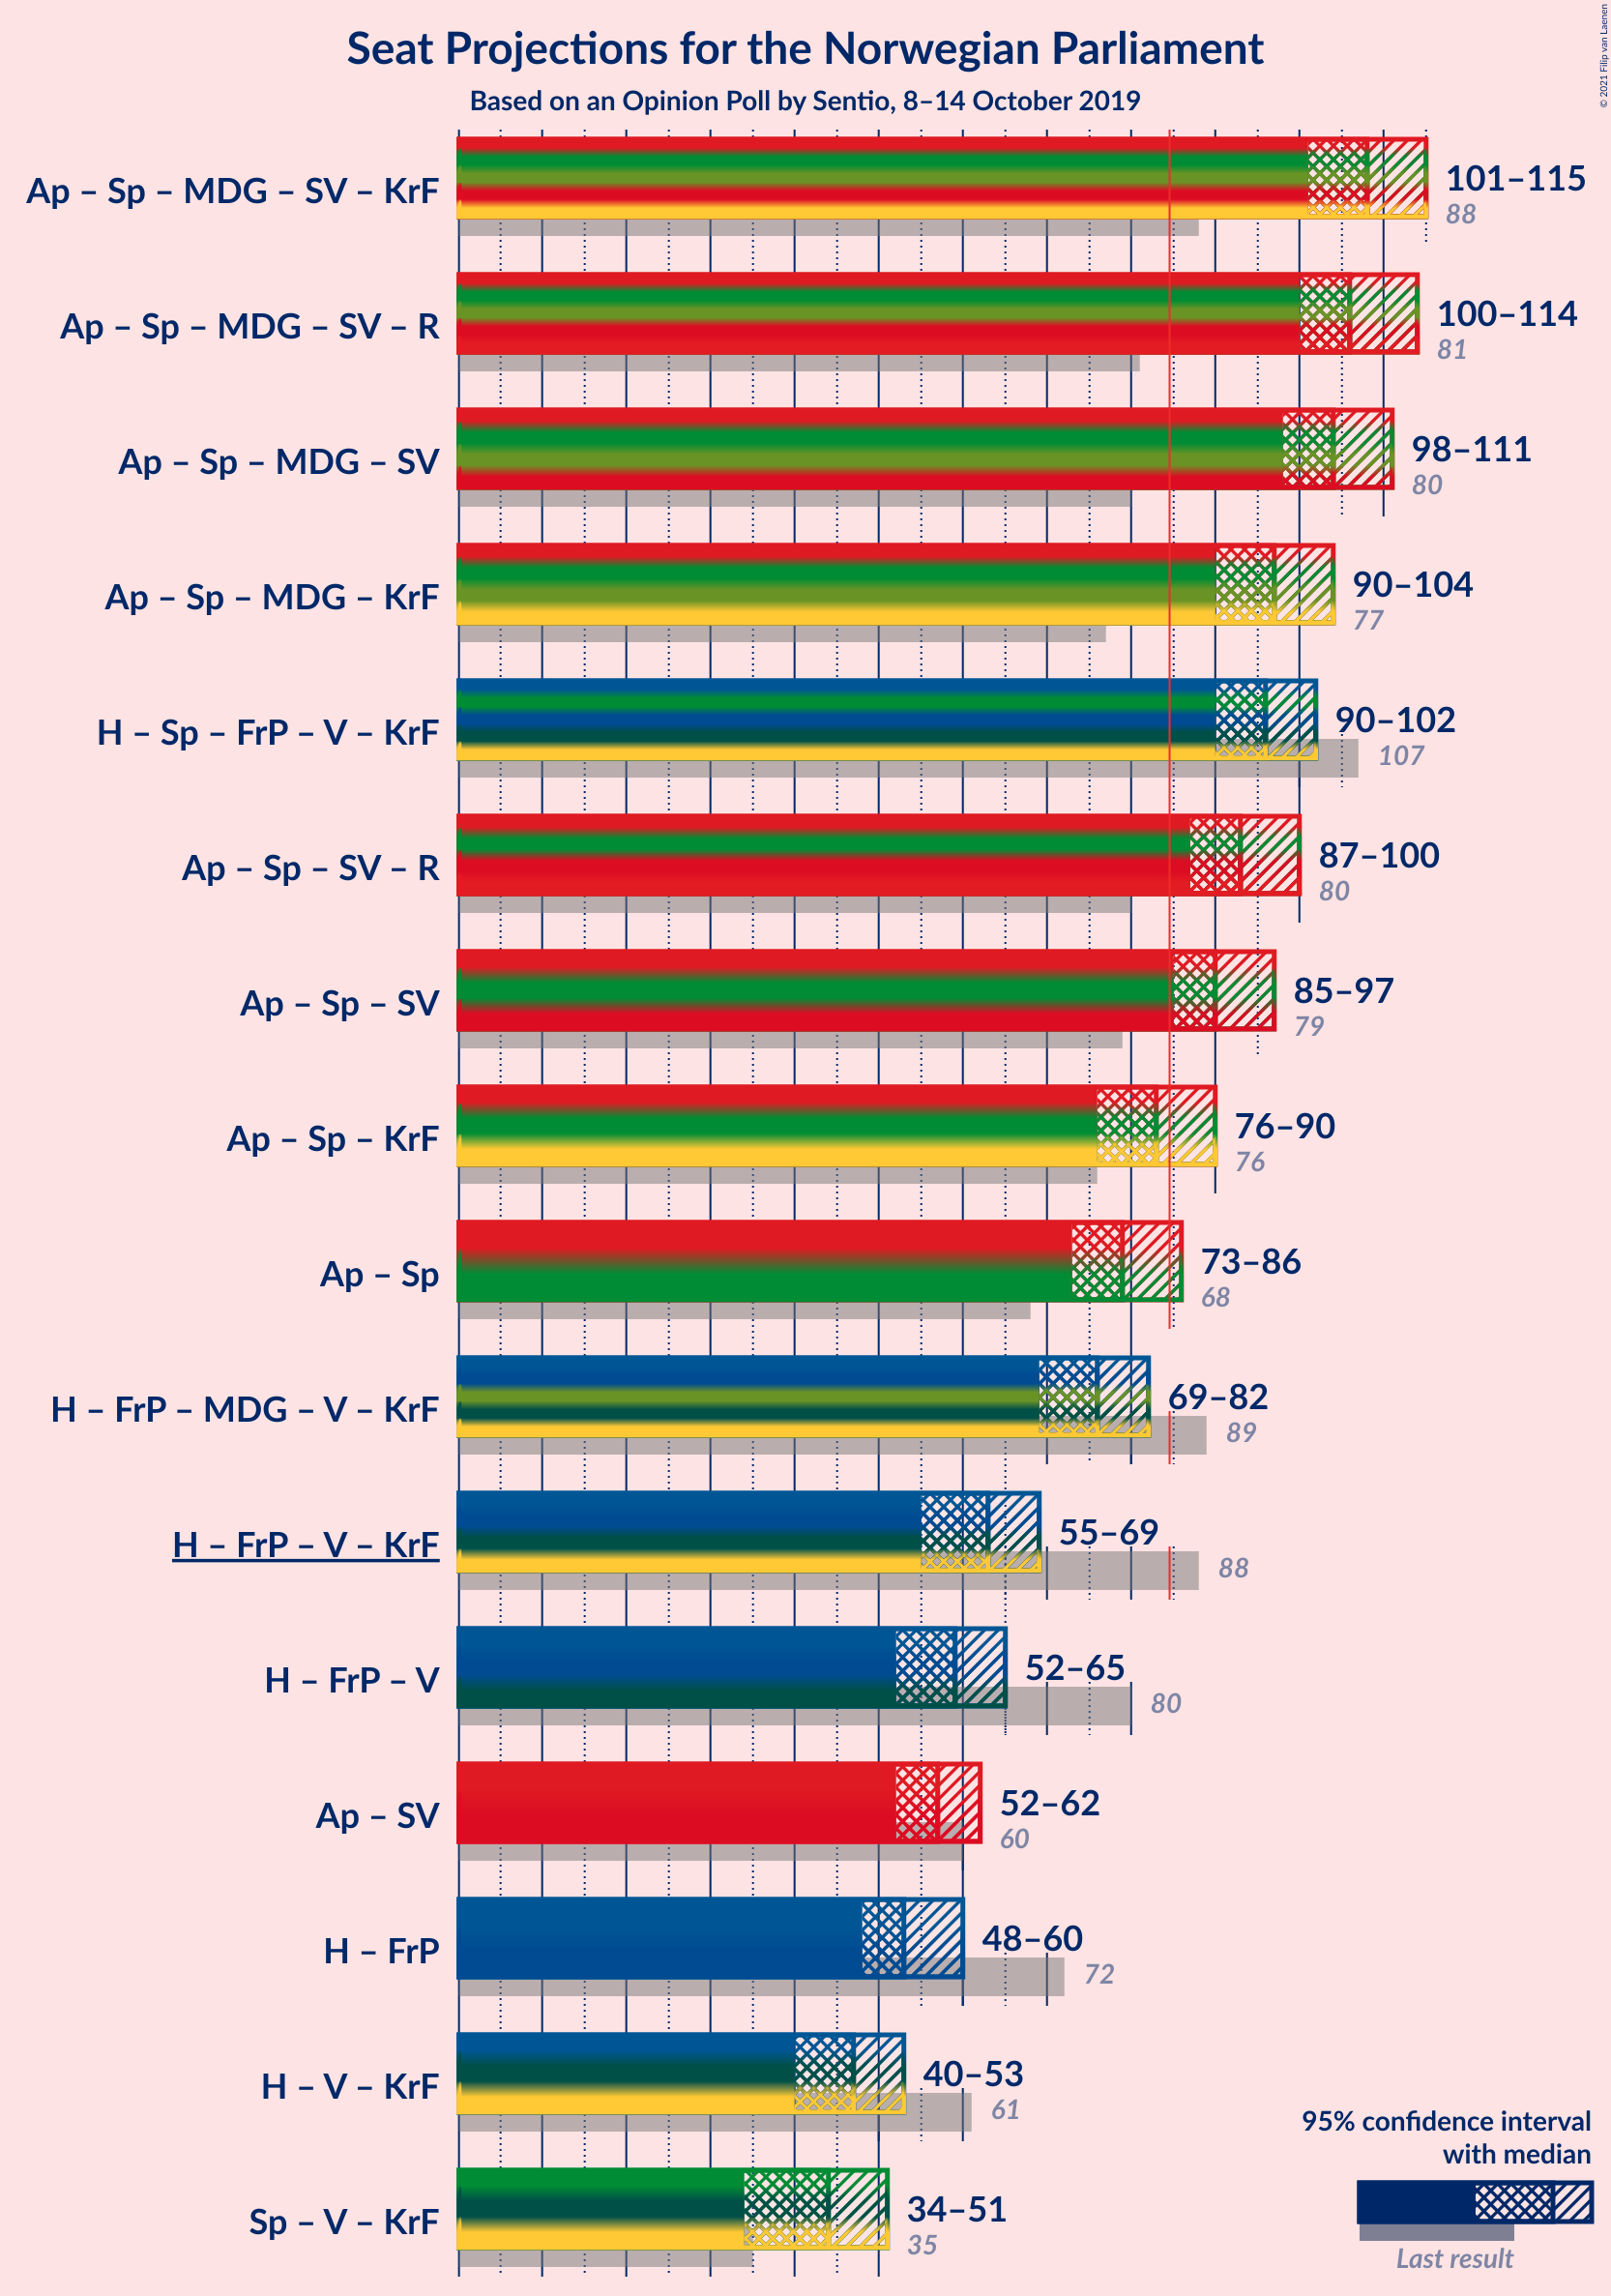 Seat Projections for the Norwegian Parliament
Based on an Opinion Poll by Sentio, 8–14 October 2019
© 2021 Filip van Laenen
Ap – Sp – MDG – SV – KrF
101–115
88
Ap – Sp – MDG – SV – R
100–114
81
Ap – Sp – MDG – SV
98–111
80
Ap – Sp – MDG – KrF
90–104
77
H – Sp – FrP – V – KrF
90–102
107
Ap – Sp – SV – R
87–100
80
Ap – Sp – SV
85–97
79
Ap – Sp – KrF
76–90
76
Ap – Sp
73–86
68
H – FrP – MDG – V – KrF
69–82
89
H – FrP – V – KrF
55–69
88
H – FrP – V
52–65
80
Ap – SV
52–62
60
H – FrP
48–60
72
H – V – KrF
40–53
61
Sp – V – KrF
34–51
35
95% confidence interval
with median
Last result